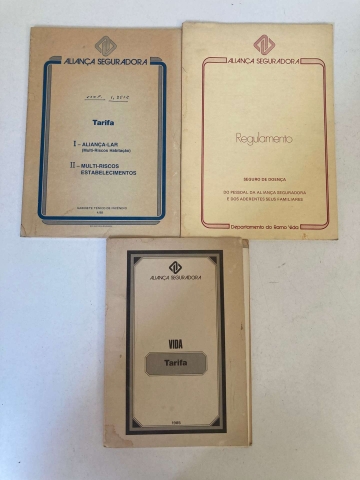 ALIANÇA SEGURADORA
Tarifa
I - ALIANÇA-LAR
(Multi-Riscos Habitação)
II - MULTI-RISCOS
ESTABELECIMENTOS
ALIANÇA SEGURADORA
Regulamento
SEGURO DE DOENÇA
DO PESSOAL DA ALIANÇA SEGURADORA
E DOS ADERENTES SEUS FAMILIARES
Departamento do Ramo Vida
ALIANÇA SEGURADORA
VIDA
Tarifa